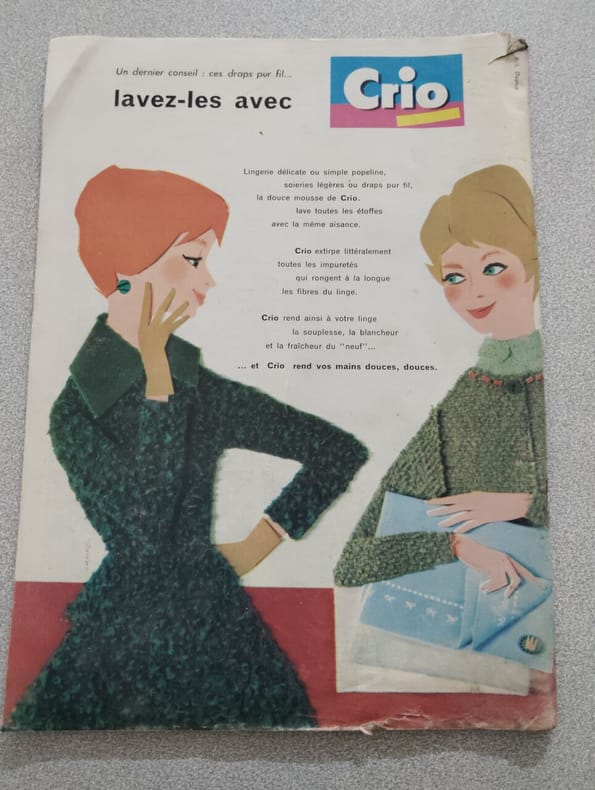 Un dernier conseil : ces draps pur fil...
lavez-les avec
Crio
Lingerie délicate ou simple popeline,
soieries légères ou draps pur fil,
la douce mousse de Crio.
lave toutes les étoffes
avec la même aisance.
Crio extirpe littéralement
toutes les impuretés
qui rongent à la longue
les fibres du linge.
Crio rend ainsi à votre linge
la souplesse, la blancheur
et la fraîcheur du "neuf"...
... et Crio rend vos mains douces, douces.